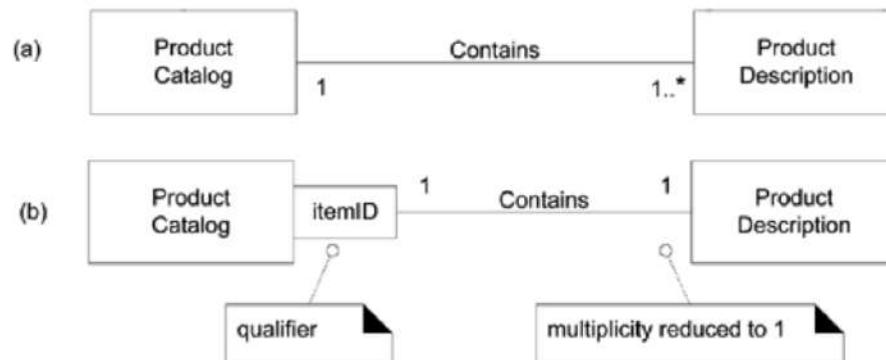 (a)
Product
Catalog
Contains
1
1..*
Product
Description
(b)
Product
Catalog
itemID
1
Contains
1
Product
Description
qualifier
multiplicity reduced to 1